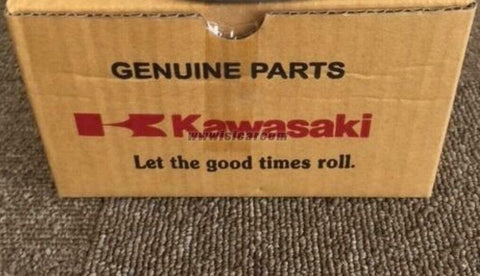 GENUINE PARTS
Kawasaki
Let the good times roll.